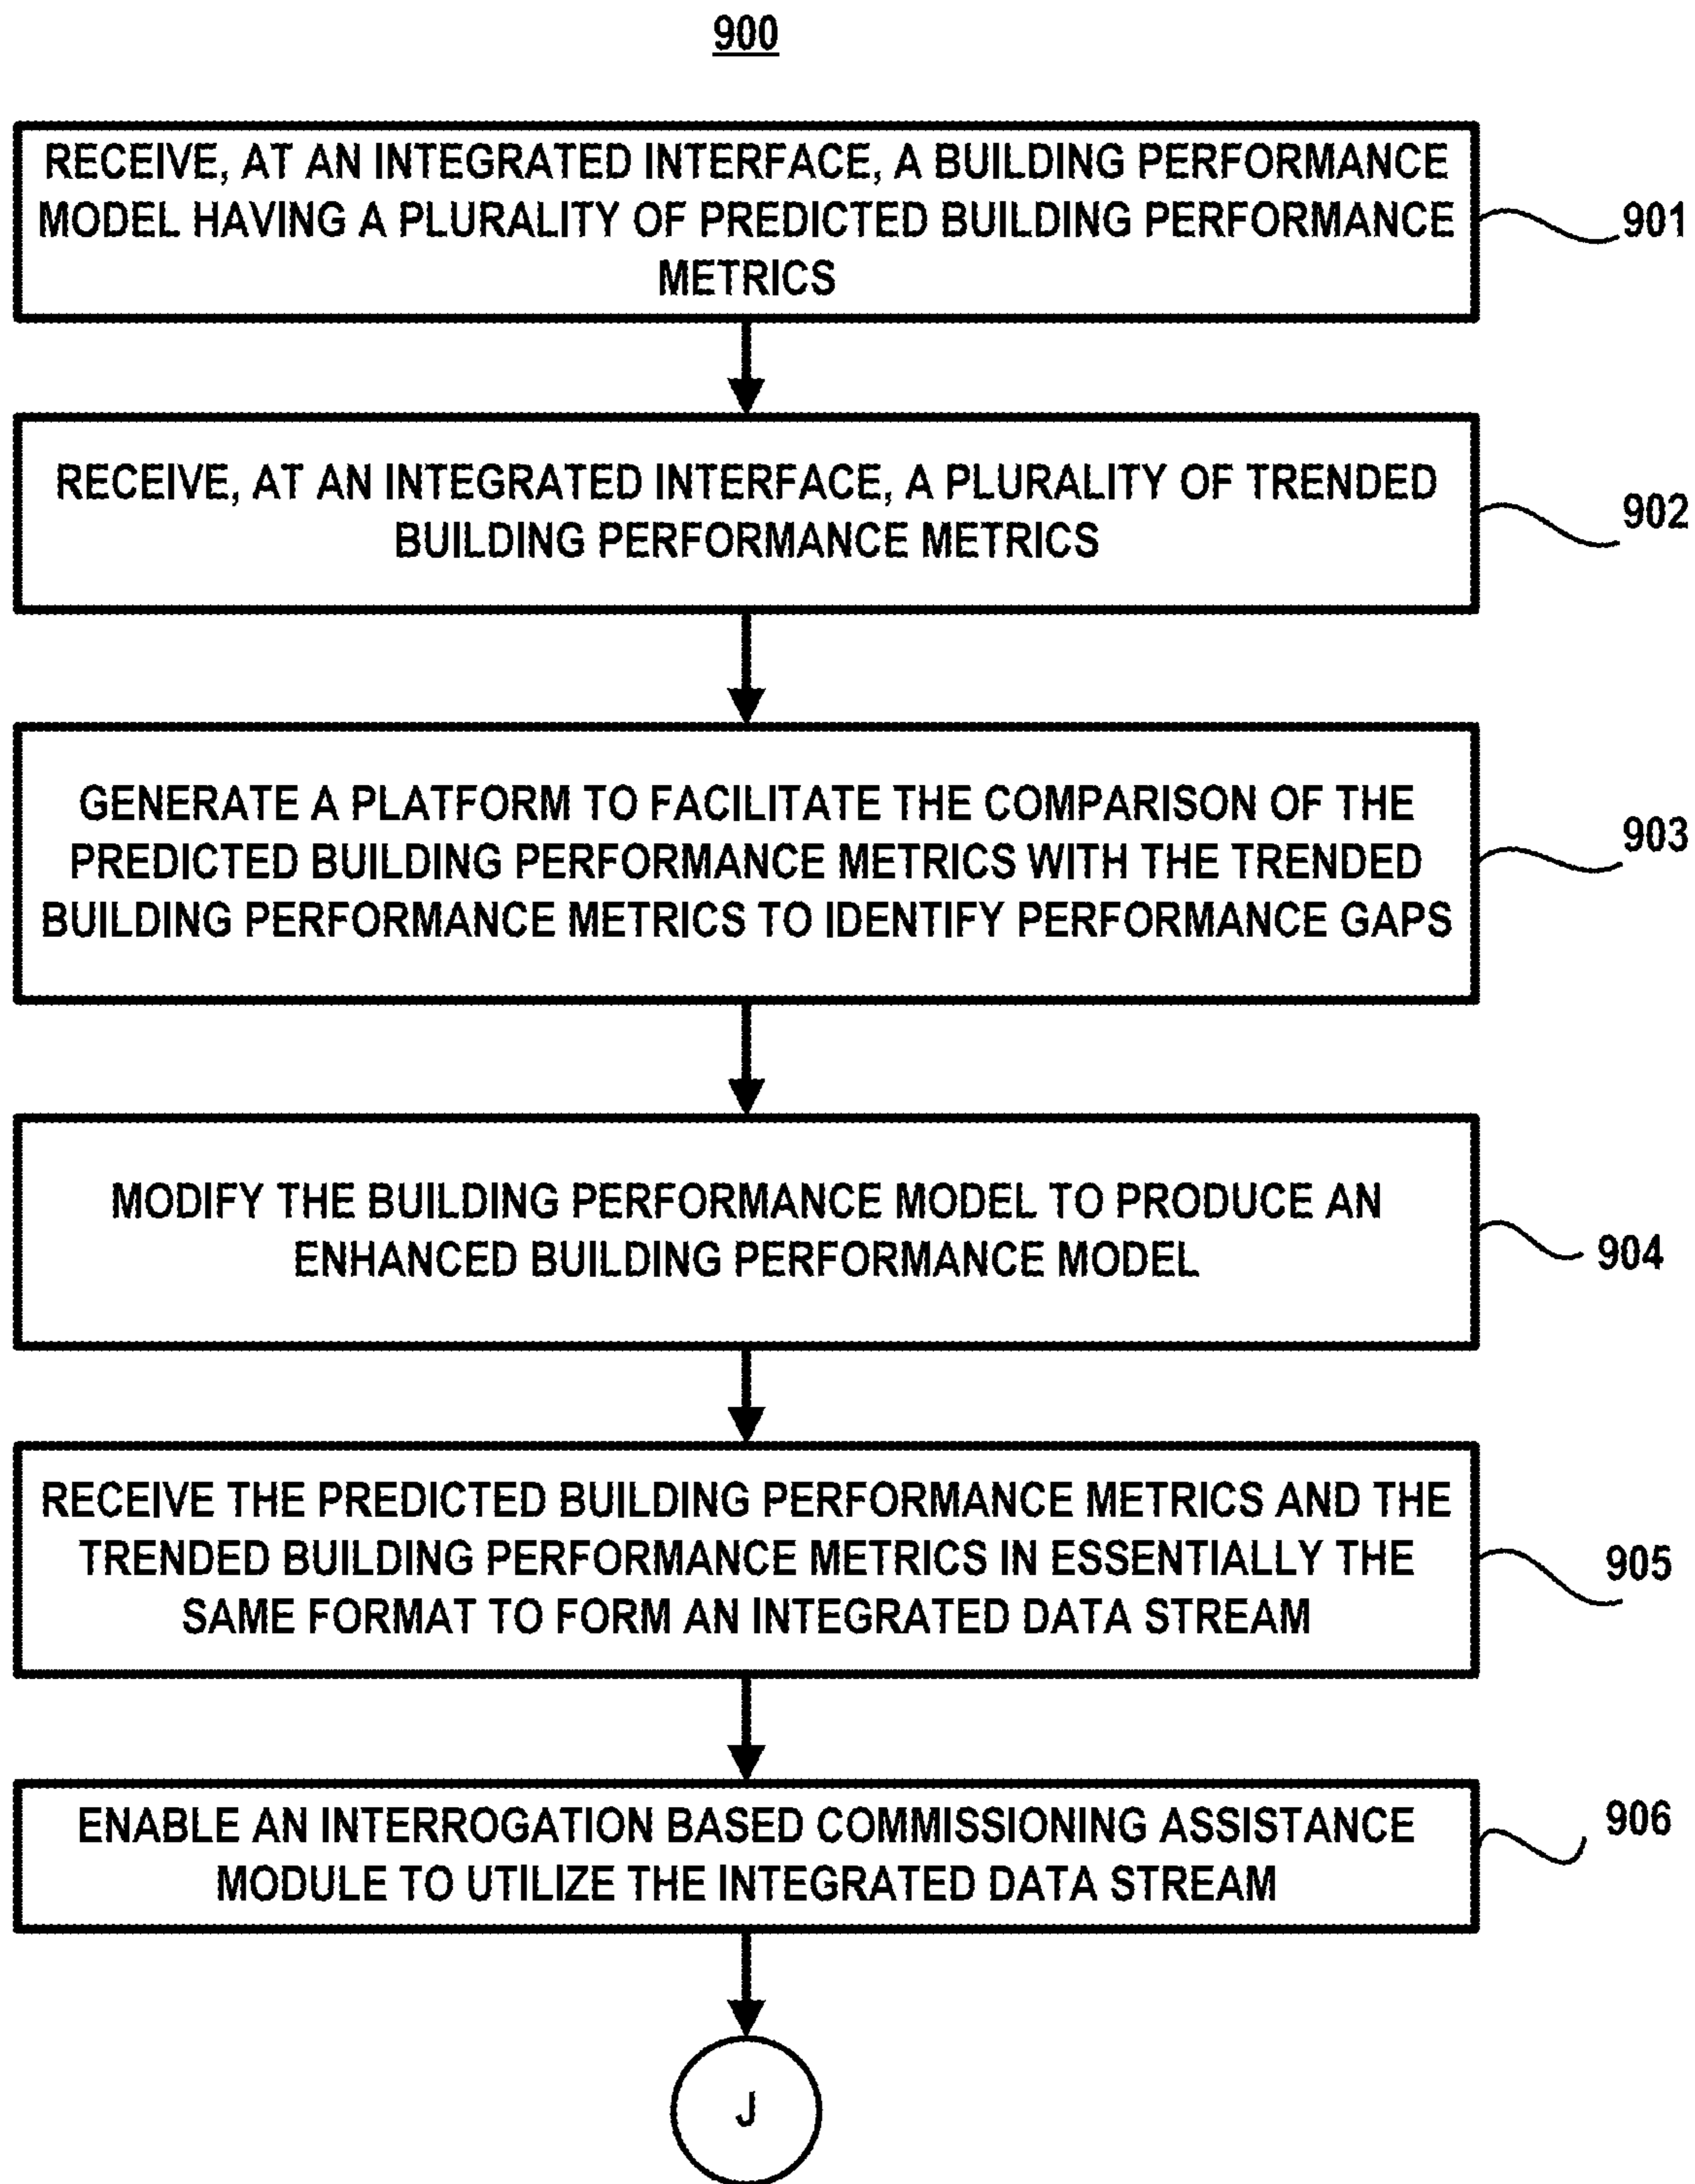 900
RECEIVE, AT AN INTEGRATED INTERFACE, A BUILDING PERFORMANCE
MODEL HAVING A PLURALITY OF PREDICTED BUILDING PERFORMANCE
METRICS
901
RECEIVE, AT AN INTEGRATED INTERFACE, A PLURALITY OF TRENDED
BUILDING PERFORMANCE METRICS
902
GENERATE A PLATFORM TO FACILITATE THE COMPARISON OF THE
PREDICTED BUILDING PERFORMANCE METRICS WITH THE TRENDED
BUILDING PERFORMANCE METRICS TO IDENTIFY PERFORMANCE GAPS
903
MODIFY THE BUILDING PERFORMANCE MODEL TO PRODUCE AN
ENHANCED BUILDING PERFORMANCE MODEL
904
RECEIVE THE PREDICTED BUILDING PERFORMANCE METRICS AND THE
TRENDED BUILDING PERFORMANCE METRICS IN ESSENTIALLY THE
SAME FORMAT TO FORM AN INTEGRATED DATA STREAM
905
ENABLE AN INTERROGATION BASED COMMISSIONING ASSISTANCE
MODULE TO UTILIZE THE INTEGRATED DATA STREAM
906
J